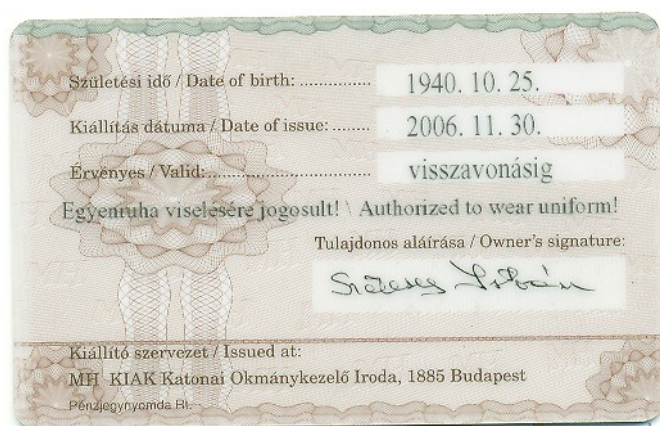 Születési idő / Date of birth: .............. 1940. 10. 25.
Kiállítás dátuma / Date of issue: ........ 2006. 11. 30.
Érvényes / Valid:................................ visszavonásig
Egyenruha viselésére jogosult! \ Authorized to wear uniform!
Tulajdonos aláírása / Owner's signature:
István
Kiállító szervezet / Issued at:
MH KIAK Katonai Okmánykezelő Iroda, 1885 Budapest
Pénzjegynyomda Rt.